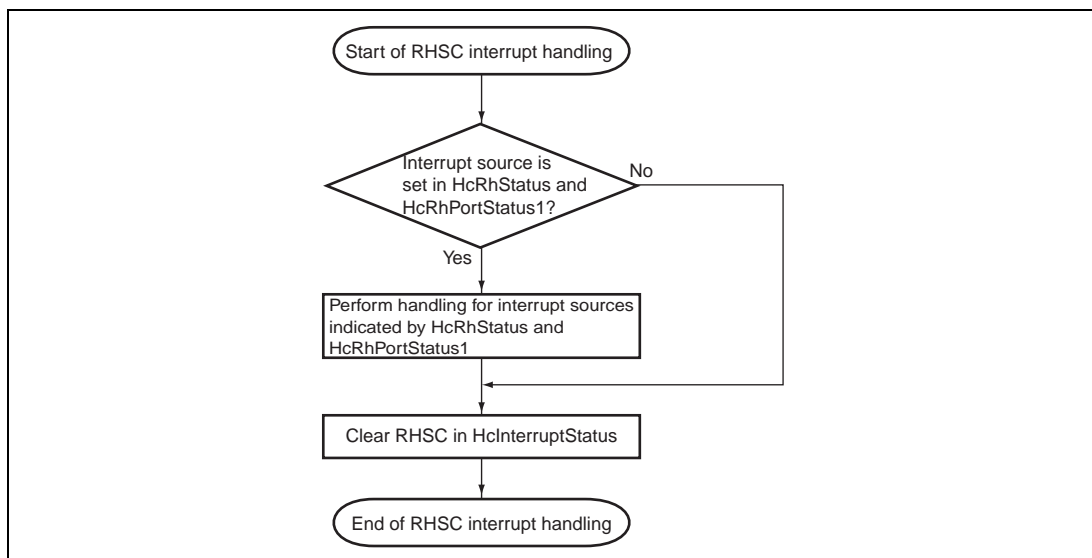 Start of RHSC interrupt handling
Interrupt source is
set in HcRhStatus and
HcRhPortStatus1?
No
Yes
Perform handling for interrupt sources
indicated by HcRhStatus and
HcRhPortStatus1
Clear RHSC in HcInterruptStatus
End of RHSC interrupt handling